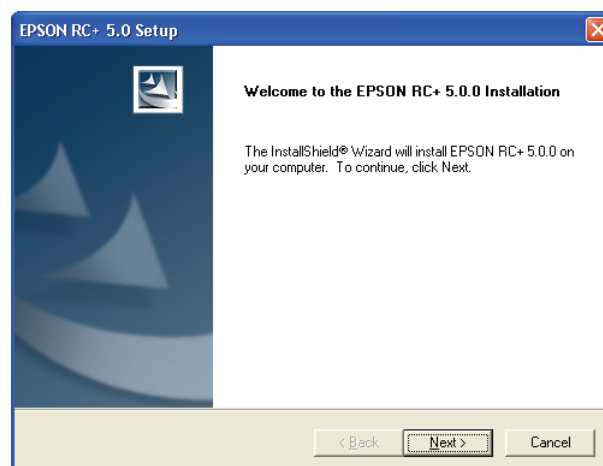 EPSON RC+ 5.0 Setup
Welcome to the EPSON RC+ 5.0.0 Installation
The InstallShield® Wizard will install EPSON RC+ 5.0.0 on
your computer. To continue, click Next.
< Back Next > Cancel